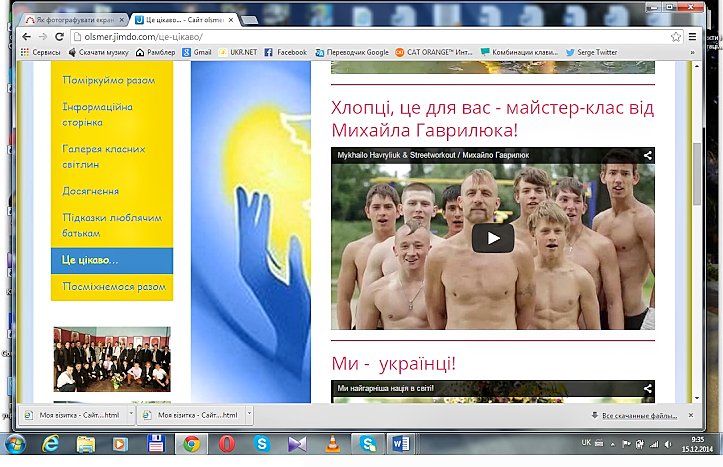 Як фотографувати екран
Це цікаво... - Сайт olsmer
olsmer.jimdo.com/це-цікаво/
Сервисы
Скачати музику
Рамблер
Gmail
UKR.NET
Facebook
Переводчик Google
CAT ORANGE™ Инт...
Комбинации клави...
Serge Twitter
»
Поміркуймо разом
Інформаційна
сторінка
Галерея класних
світлин
Досягнення
Підказки люблячим
батькам
Це цікаво...
Посміхнемося разом
Хлопці, це для вас - майстер-клас від
Михайла Гаврилюка!
Mykhailo Havryliuk & Streetworkout / Михайло Гаврилюк
Ми - українці!
Ми найгарніша нація в світі!
Моя візитка - Сайт....html
Моя візитка - Сайт....html
Все скачанные файлы...
UK
9:35
15.12.2014